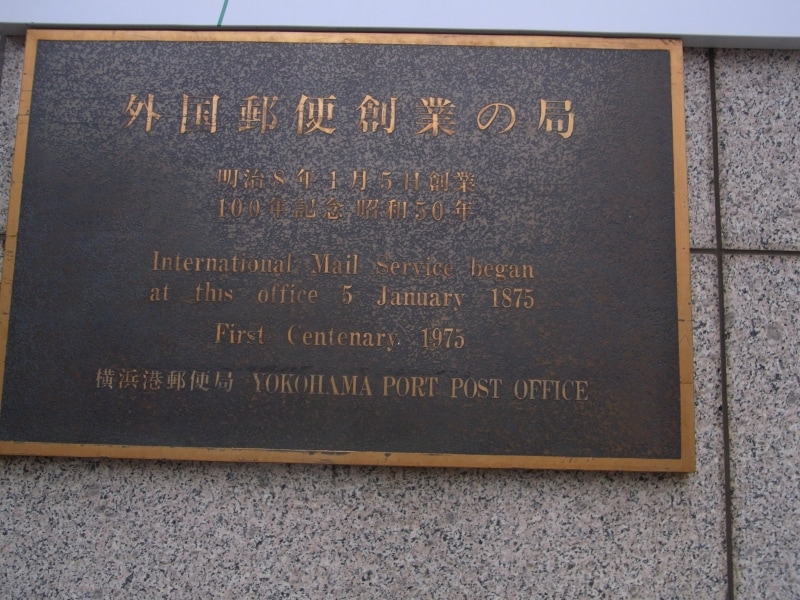 外国郵便創業の局
明治8年1月5日創業
100年記念 昭和50年
International Mail Service began
at this office 5 January 1875
First Centenary 1975
横浜港郵便局 YOKOHAMA PORT POST OFFICE